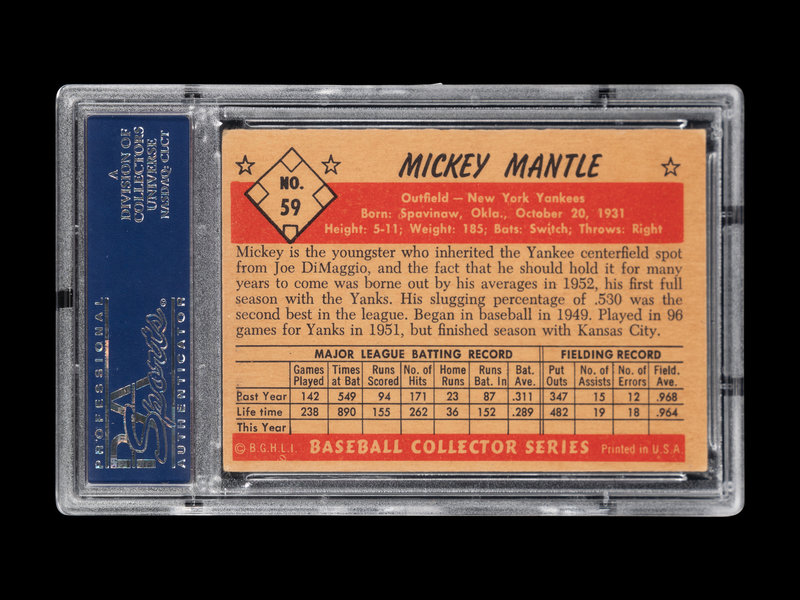 A
DIVISION OF
COLLECTORS
UNIVERSE
NASDAQ: CLCT
PROFESSIONAL
PSA
Sports ®
AUTHENTICATOR
NO.
59
MICKEY MANTLE
Outfield — New York Yankees
Born: Spavinaw, Okla., October 20, 1931
Height: 5-11; Weight: 185; Bats: Switch; Throws: Right
Mickey is the youngster who inherited the Yankee centerfield spot
from Joe DiMaggio, and the fact that he should hold it for many
years to come was borne out by his averages in 1952, his first full
season with the Yanks. His slugging percentage of .530 was the
second best in the league. Began in baseball in 1949. Played in 96
games for Yanks in 1951, but finished season with Kansas City.
MAJOR LEAGUE BATTING RECORD FIELDING RECORD
Games Times Runs No. of Home Runs Bat. Put No. of No. of Field.
Played at Bat Scored Hits Runs Bat. In Ave. Outs Assists Errors Ave.
Past Year 142 549 94 171 23 87 .311 347 15 12 .968
Life time 238 890 155 262 36 152 .289 482 19 18 .964
This Year
© B.G.H.L.I. BASEBALL COLLECTOR SERIES Printed in U.S.A.